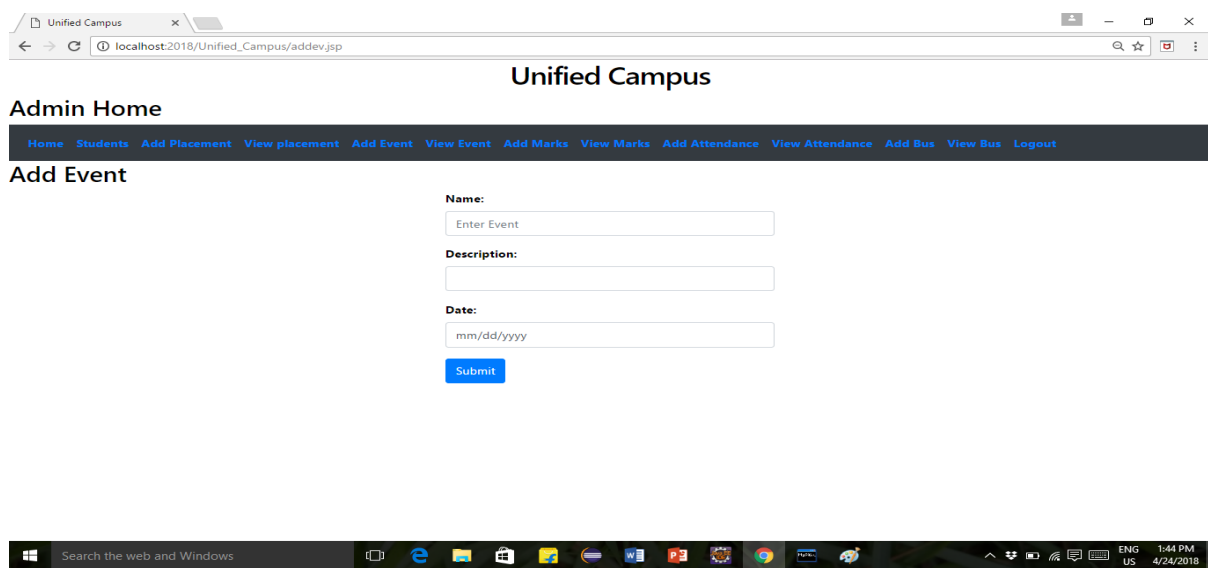 Unified Campus
localhost:2018/Unified_Campus/addev.jsp
Unified Campus
Admin Home
Home Students Add Placement View placement Add Event View Event Add Marks View Marks Add Attendance View Attendance Add Bus View Bus Logout
Add Event
Name:
Enter Event
Description:
Date:
mm/dd/yyyy
Submit
Search the web and Windows
ENG 1:44 PM
US 4/24/2018